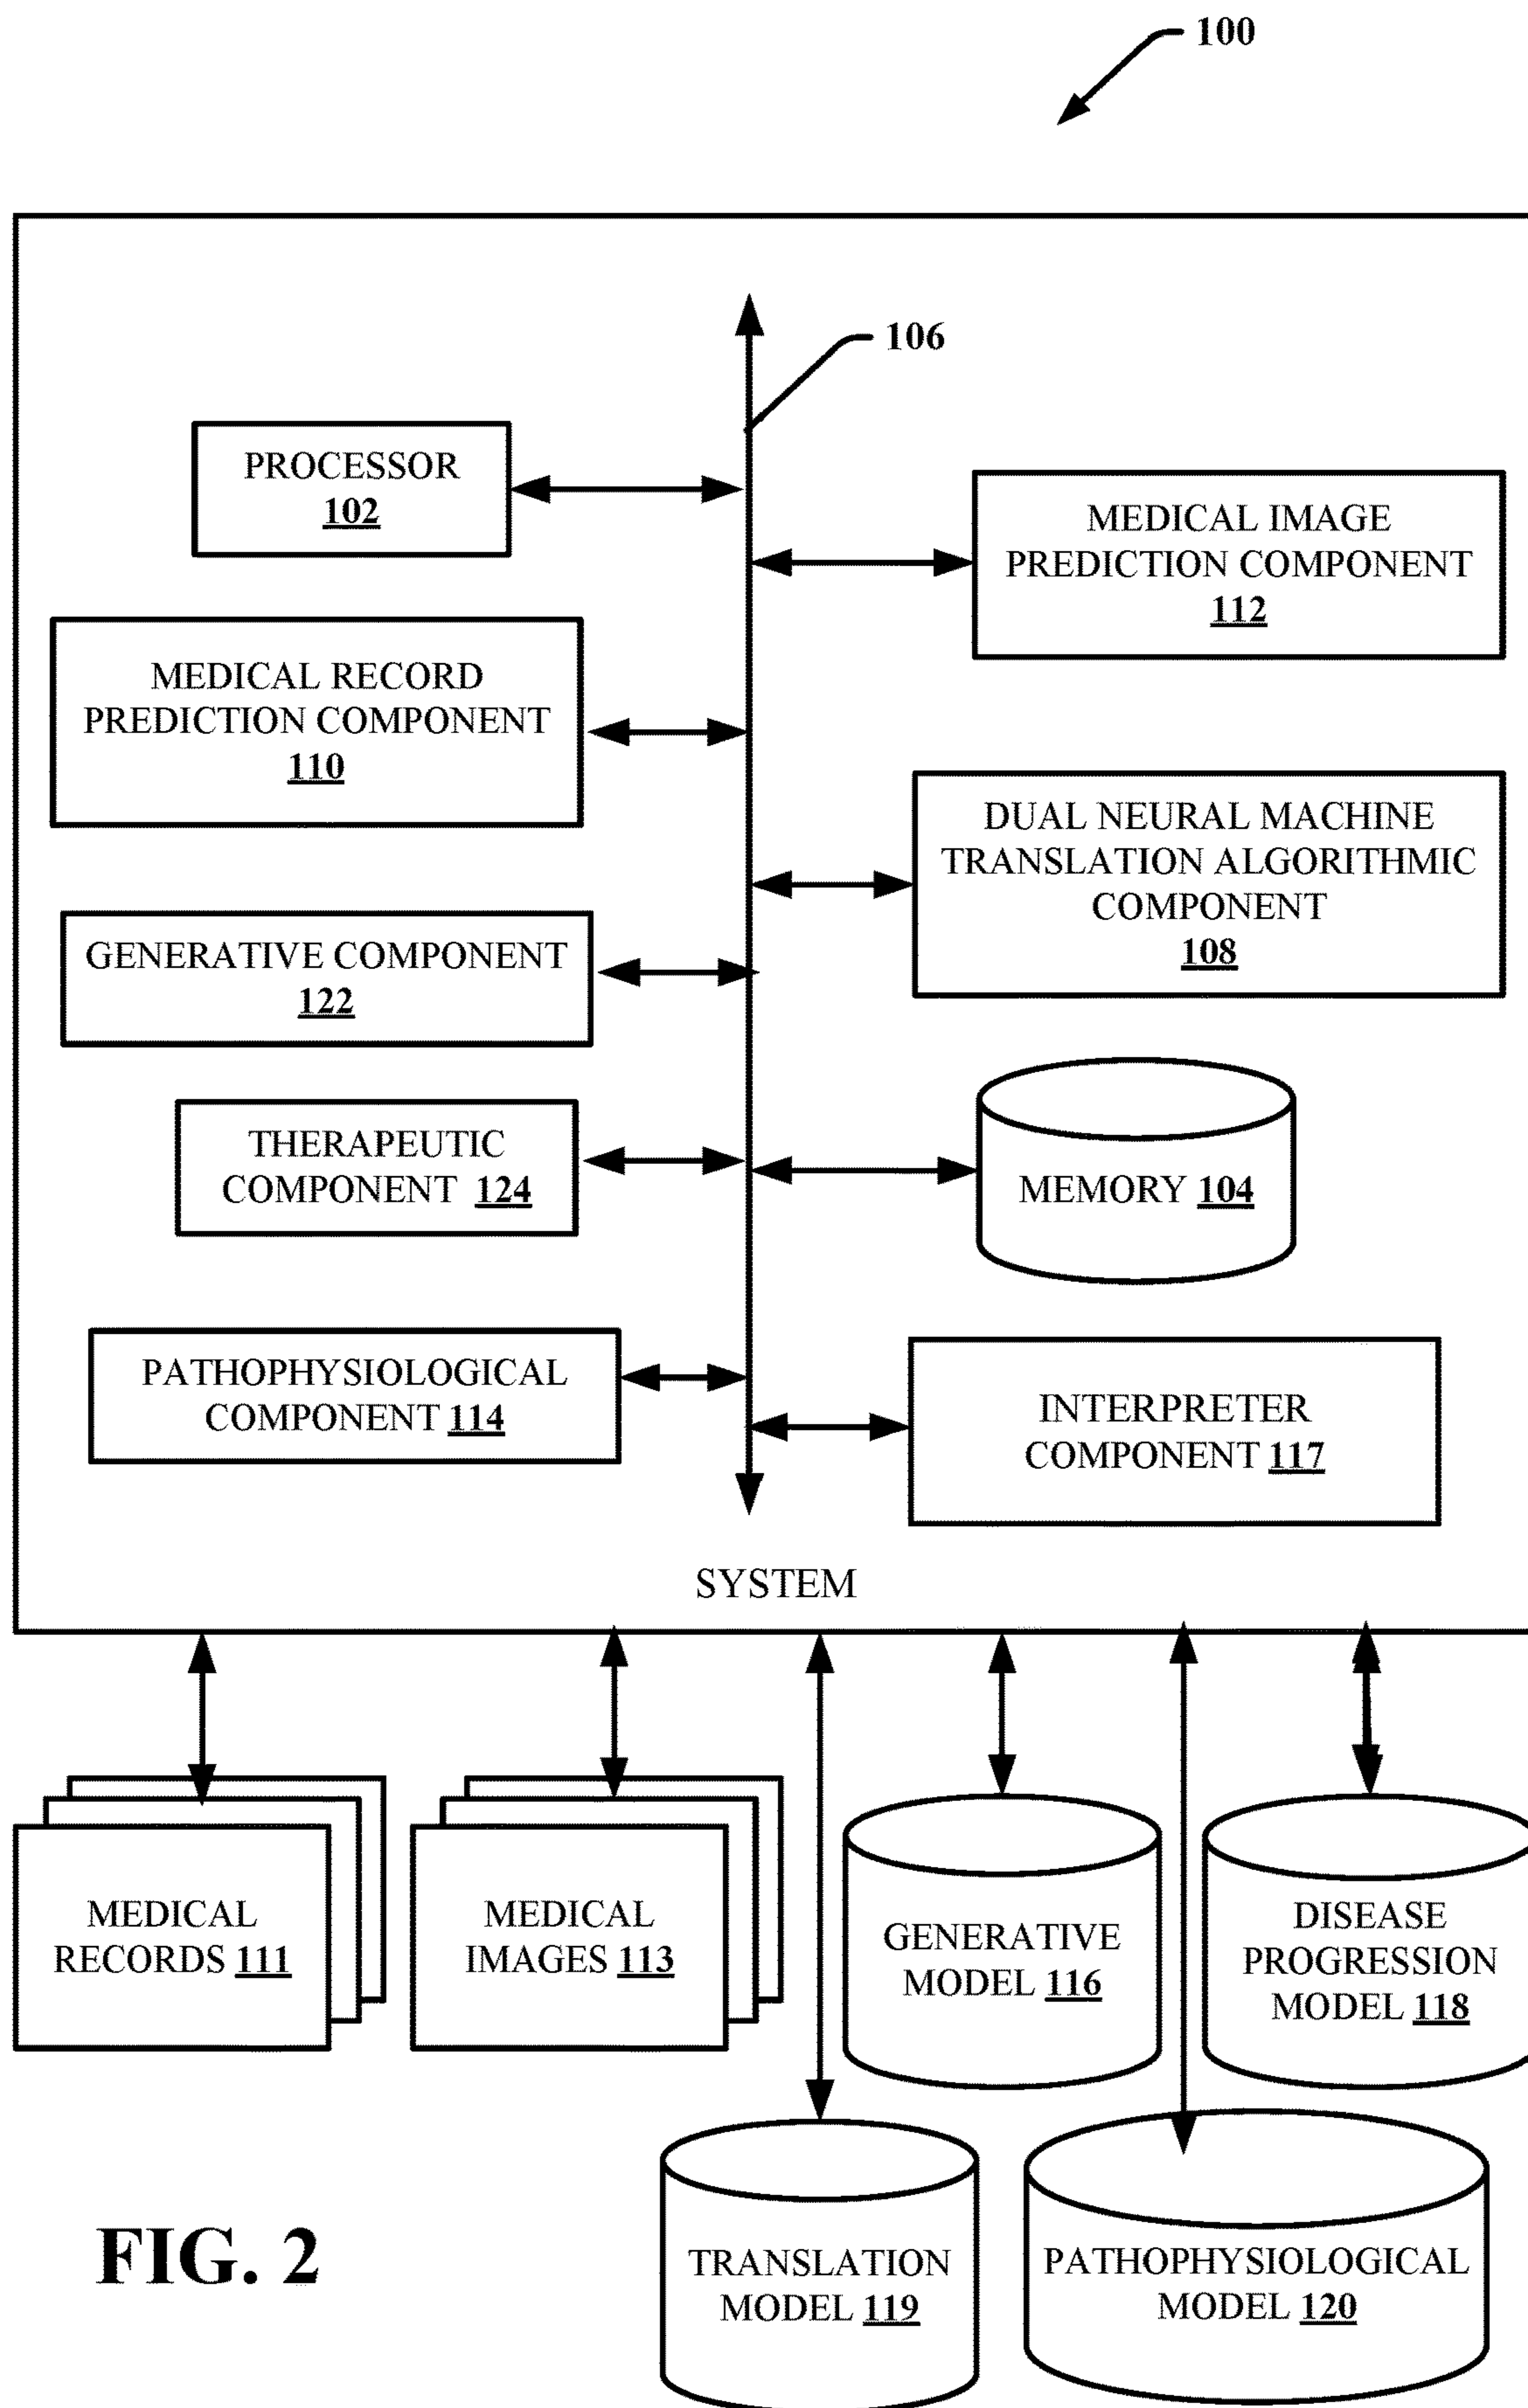 100
106
PROCESSOR
102
MEDICAL IMAGE
PREDICTION COMPONENT
112
MEDICAL RECORD
PREDICTION COMPONENT
110
DUAL NEURAL MACHINE
TRANSLATION ALGORITHMIC
COMPONENT
108
GENERATIVE COMPONENT
122
THERAPEUTIC
COMPONENT 124
MEMORY 104
PATHOPHYSIOLOGICAL
COMPONENT 114
INTERPRETER
COMPONENT 117
SYSTEM
MEDICAL
RECORDS 111
MEDICAL
IMAGES 113
GENERATIVE
MODEL 116
DISEASE
PROGRESSION
MODEL 118
TRANSLATION
MODEL 119
PATHOPHYSIOLOGICAL
MODEL 120
FIG. 2